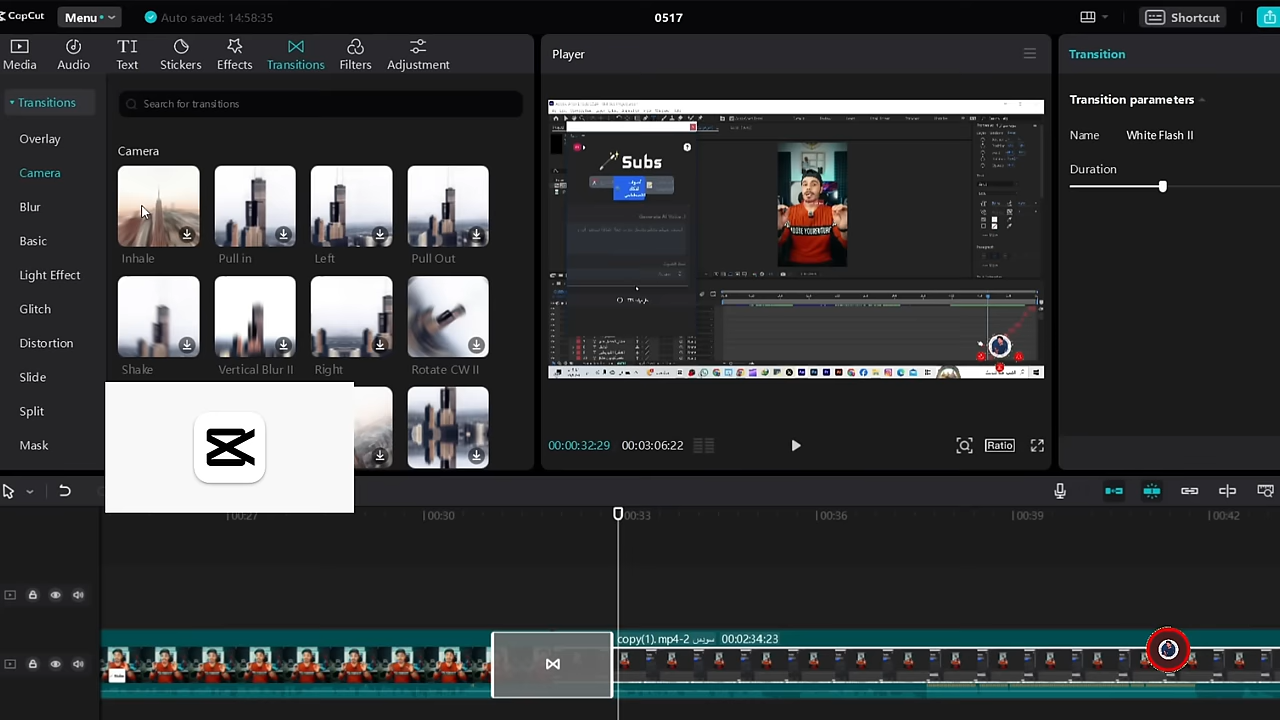 CapCut
Menu
Auto saved: 14:58:35
0517
Shortcut
Media
Audio
Text
Stickers
Effects
Transitions
Filters
Adjustment
Player
Transition
Transitions
Search for transitions
Transition parameters
Overlay
Name
White Flash II
Camera
Camera
Duration
Blur
Subs
Basic
Inhale
Pull in
Left
Pull Out
Light Effect
Glitch
Distortion
Shake
Vertical Blur II
Right
Rotate CW II
Slide
Split
Mask
00:00:32:29
00:03:06:22
Ratio
00:27
00:30
00:33
00:36
00:39
00:42
copy(1).mp4-2 سويس 00:02:34:23